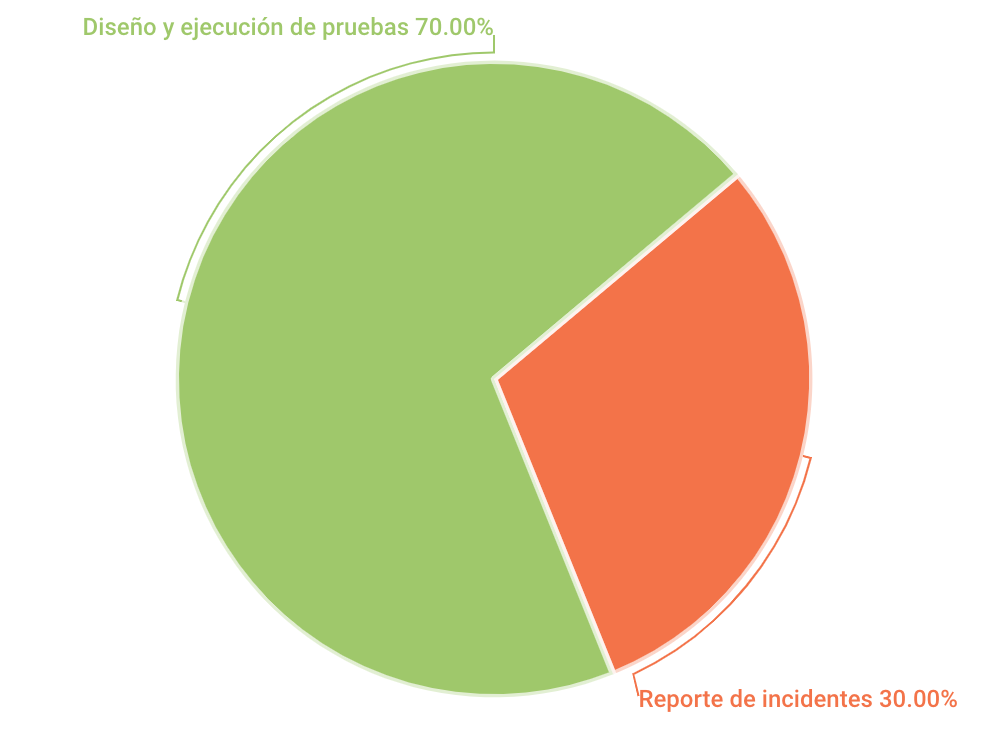 Diseño y ejecución de pruebas 70.00%
Reporte de incidentes 30.00%